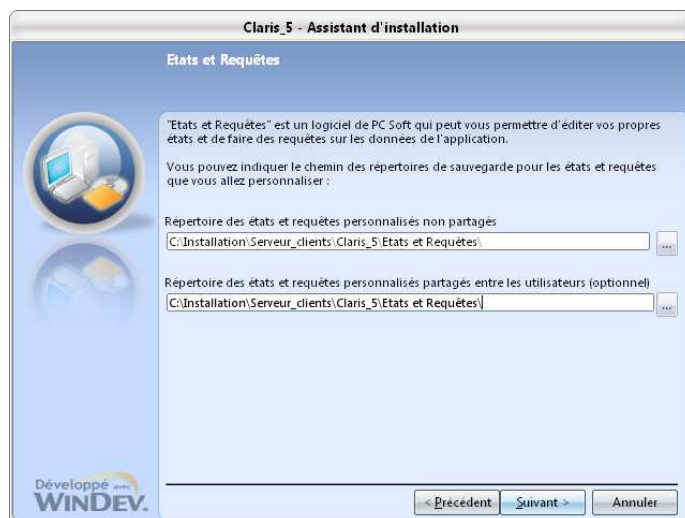 Claris_5 - Assistant d'installation
Etats et Requêtes
"Etats et Requêtes" est un logiciel de PC Soft qui peut vous permettre d'éditer vos propres
états et de faire des requêtes sur les données de l'application.
Vous pouvez indiquer le chemin des répertoires de sauvegarde pour les états et requêtes
que vous allez personnaliser :
Répertoire des états et requêtes personnalisés non partagés
C:\Installation\Serveur_clients\Claris_5\Etats et Requêtes\
...
Répertoire des états et requêtes personnalisés partagés entre les utilisateurs (optionnel)
C:\Installation\Serveur_clients\Claris_5\Etats et Requêtes\
...
Développé avec
WINDEV.
< Précédent
Suivant >
Annuler